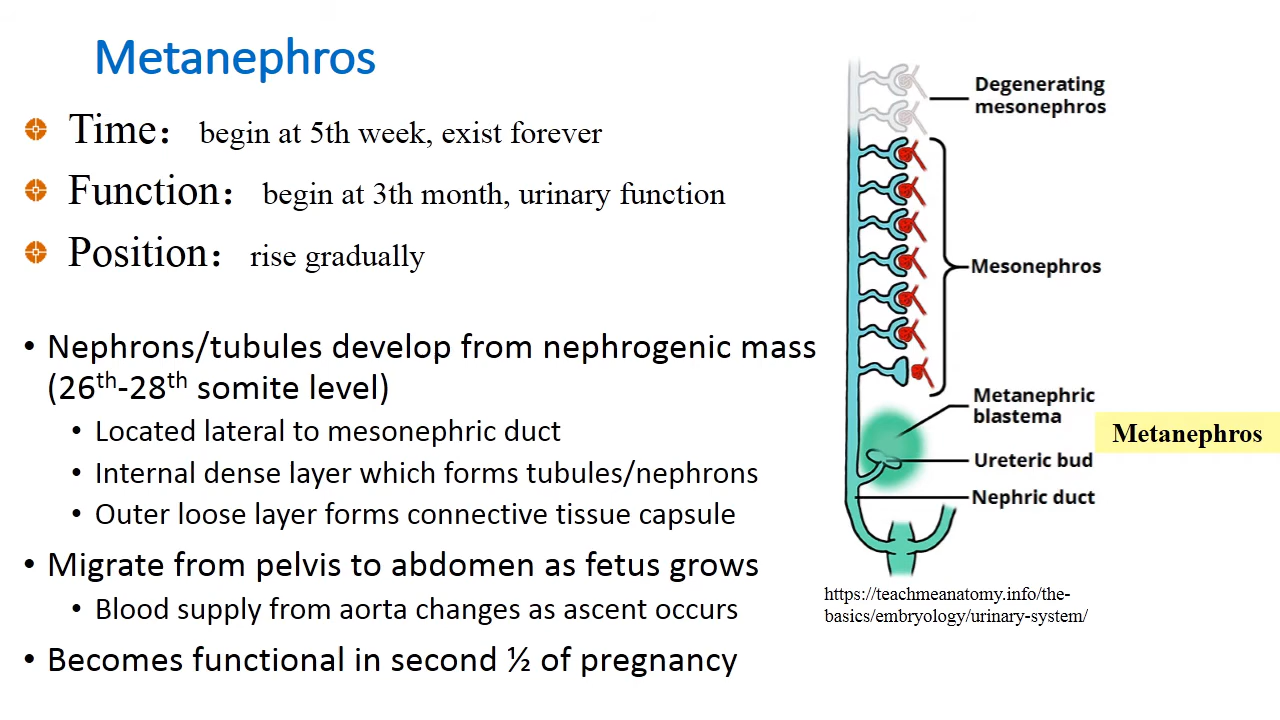 Metanephros
Time： begin at 5th week, exist forever
Function： begin at 3th month, urinary function
Position： rise gradually
• Nephrons/tubules develop from nephrogenic mass
(26th-28th somite level)
• Located lateral to mesonephric duct
• Internal dense layer which forms tubules/nephrons
• Outer loose layer forms connective tissue capsule
• Migrate from pelvis to abdomen as fetus grows
• Blood supply from aorta changes as ascent occurs
• Becomes functional in second ½ of pregnancy
Degenerating
mesonephros
Mesonephros
Metanephric
blastema
Metanephros
Ureteric bud
Nephric duct
https://teachmeanatomy.info/the-
basics/embryology/urinary-system/